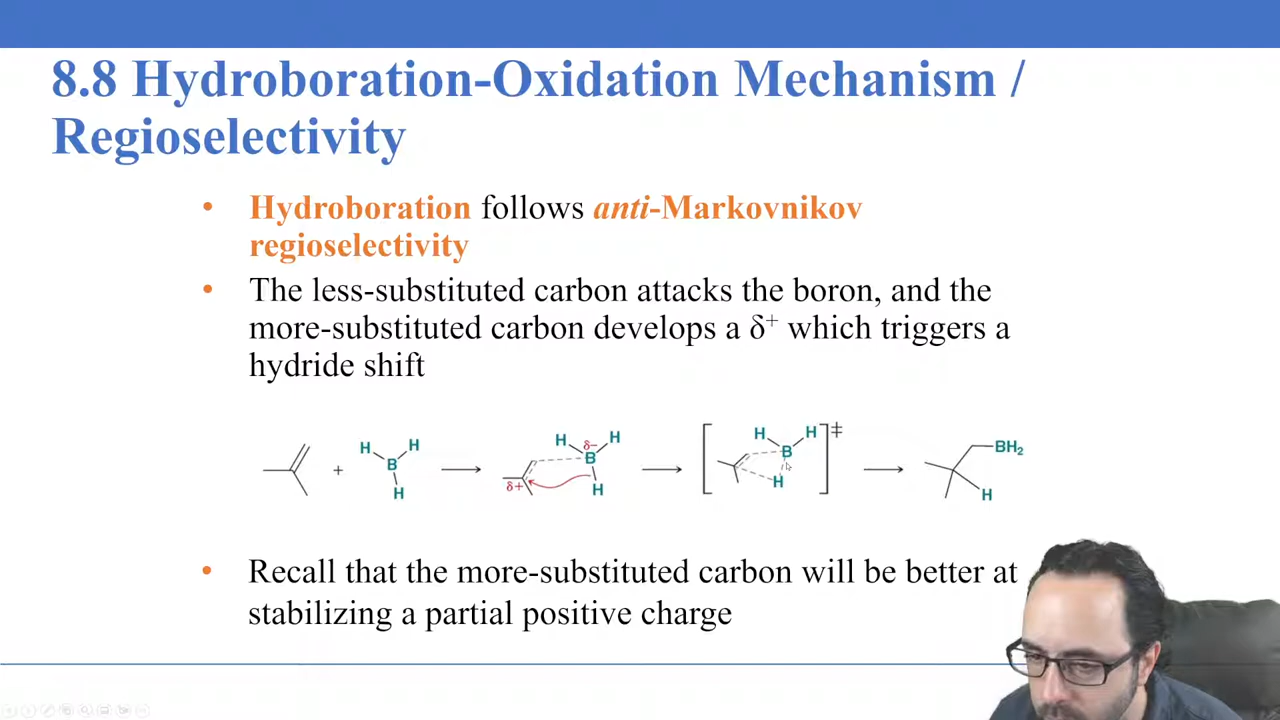 8.8 Hydroboration-Oxidation Mechanism /
Regioselectivity
• Hydroboration follows anti-Markovnikov
regioselectivity
• The less-substituted carbon attacks the boron, and the
more-substituted carbon develops a δ⁺ which triggers a
hydride shift
H H B H + H H δ− B H δ+ H H B H ‡ BH₂ H
• Recall that the more-substituted carbon will be better at
stabilizing a partial positive charge